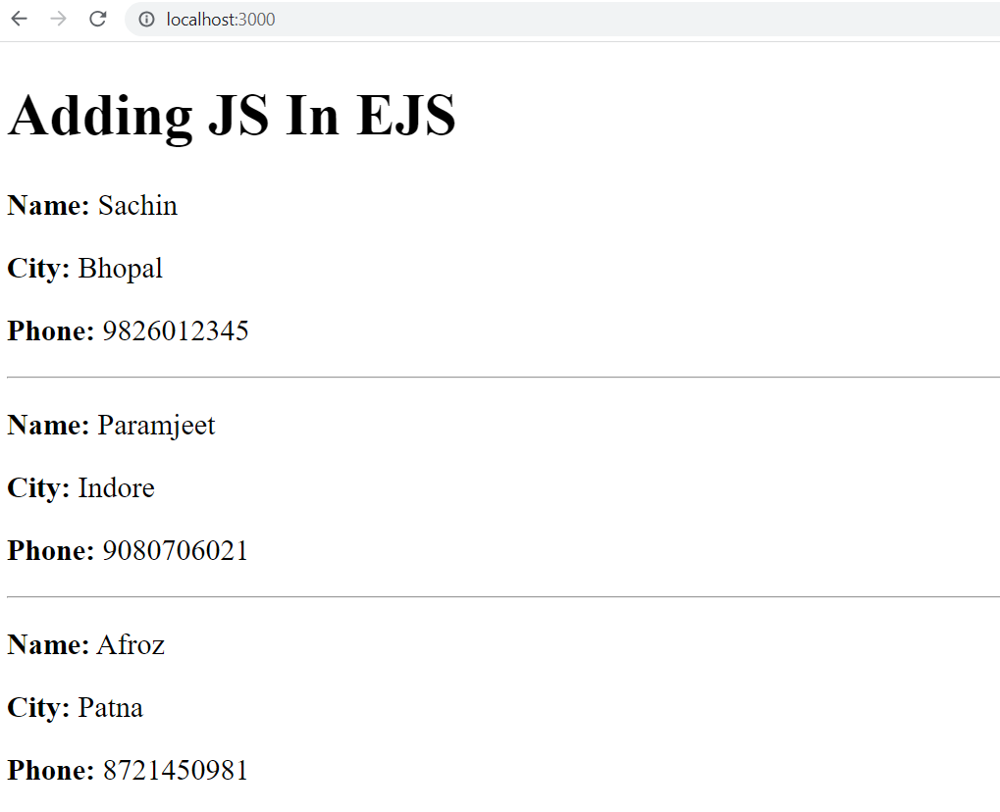 localhost:3000
Adding JS In EJS
Name: Sachin
City: Bhopal
Phone: 9826012345
Name: Paramjeet
City: Indore
Phone: 9080706021
Name: Afroz
City: Patna
Phone: 8721450981